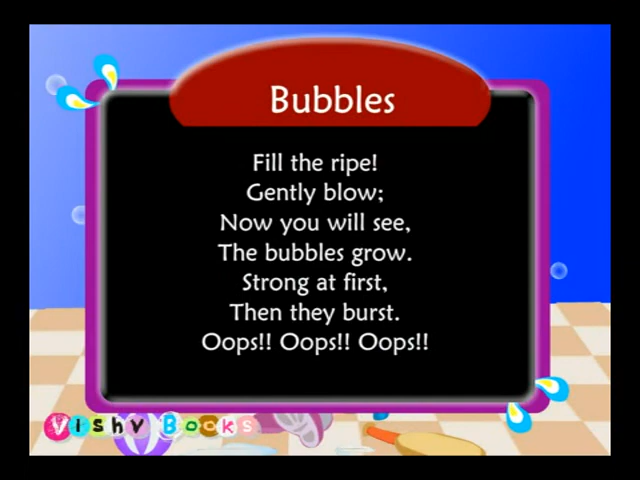 Bubbles
Fill the ripe!
Gently blow;
Now you will see,
The bubbles grow.
Strong at first,
Then they burst.
Oops!! Oops!! Oops!!
Vishv Books